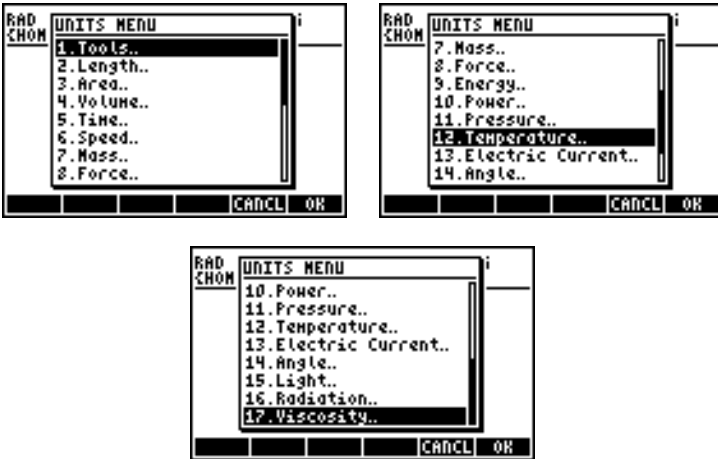 RAD
{HOM
UNITS MENU
i
1.Tools..
2.Length..
3.Area..
4.Volume..
5.Time..
6.Speed..
7.Mass..
8.Force..
CANCL OK
RAD
{HOM
UNITS MENU
i
7.Mass..
8.Force..
9.Energy..
10.Power..
11.Pressure..
12.Temperature..
13.Electric Current..
14.Angle..
CANCL OK
RAD
{HOM
UNITS MENU
i
10.Power..
11.Pressure..
12.Temperature..
13.Electric Current..
14.Angle..
15.Light..
16.Radiation..
17.Viscosity..
CANCL OK